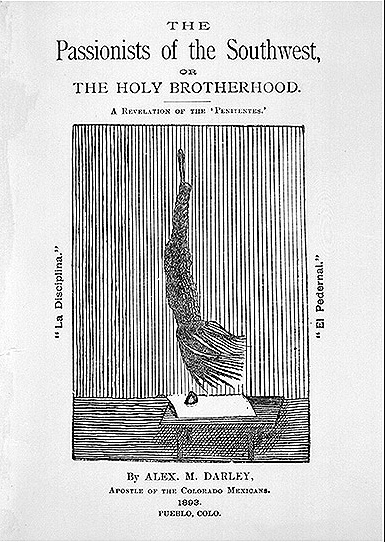 THE
Passionists of the Southwest,
OR
THE HOLY BROTHERHOOD.
A REVELATION OF THE 'PENITENTES.'
"La Disciplina."
"El Pedernal."
By ALEX. M. DARLEY,
APOSTLE OF THE COLORADO MEXICANS.
1893.
PUEBLO, COLO.